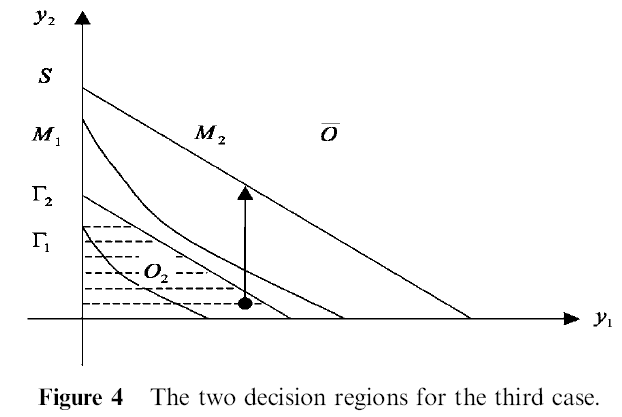 y₂
S
M₁ M₂ O̅
Γ₂
Γ₁
O₂
y₁
Figure 4 The two decision regions for the third case.